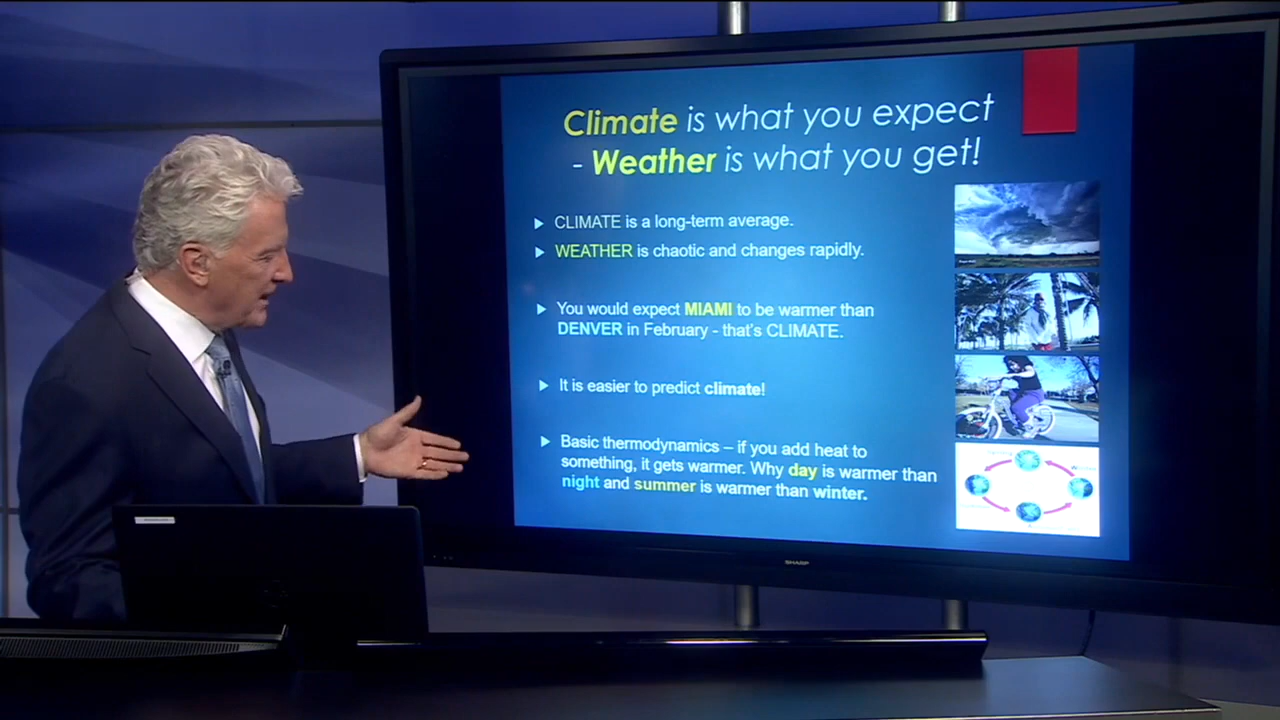 Climate is what you expect
- Weather is what you get!
CLIMATE is a long-term average.
WEATHER is chaotic and changes rapidly.
You would expect MIAMI to be warmer than
DENVER in February - that's CLIMATE.
It is easier to predict climate!
Basic thermodynamics – if you add heat to
something, it gets warmer. Why day is warmer than
night and summer is warmer than winter.
SHARP